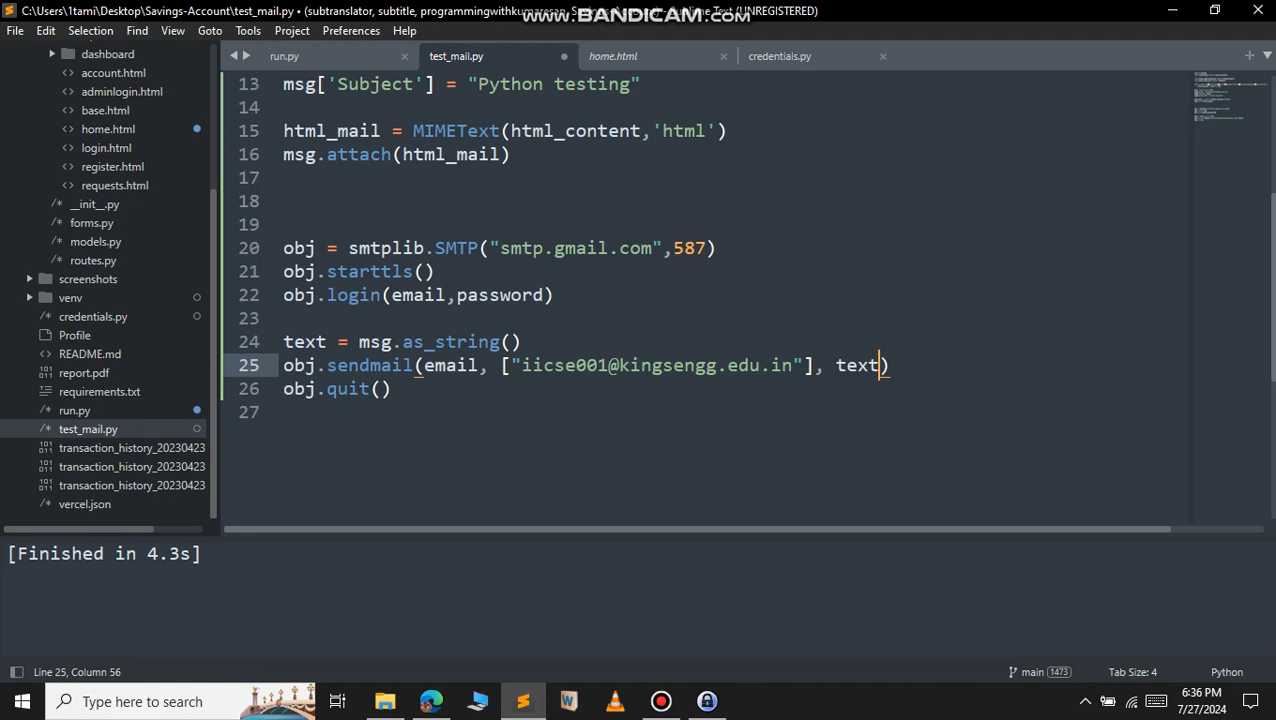 C:\Users\1tami\Desktop\Savings-Account\test_mail.py • (subtranslator, subtitle, programmingwithkumaresan, Savings-Account) - Sublime Text (UNREGISTERED)
www.BANDICAM.com
File Edit Selection Find View Goto Tools Project Preferences Help
run.py
test_mail.py
home.html
credentials.py
dashboard
account.html
adminlogin.html
base.html
home.html
login.html
register.html
requests.html
__init__.py
forms.py
models.py
routes.py
screenshots
venv
credentials.py
Profile
README.md
report.pdf
requirements.txt
run.py
test_mail.py
transaction_history_20230423
transaction_history_20230423
transaction_history_20230423
vercel.json
13 msg['Subject'] = "Python testing"
14
15 html_mail = MIMEText(html_content,'html')
16 msg.attach(html_mail)
17
18
19
20 obj = smtplib.SMTP("smtp.gmail.com",587)
21 obj.starttls()
22 obj.login(email,password)
23
24 text = msg.as_string()
25 obj.sendmail(email, ["iicse001@kingsengg.edu.in"], text)
26 obj.quit()
27
[Finished in 4.3s]
Line 25, Column 56
main 1473
Tab Size: 4
Python
Type here to search
6:36 PM
7/27/2024